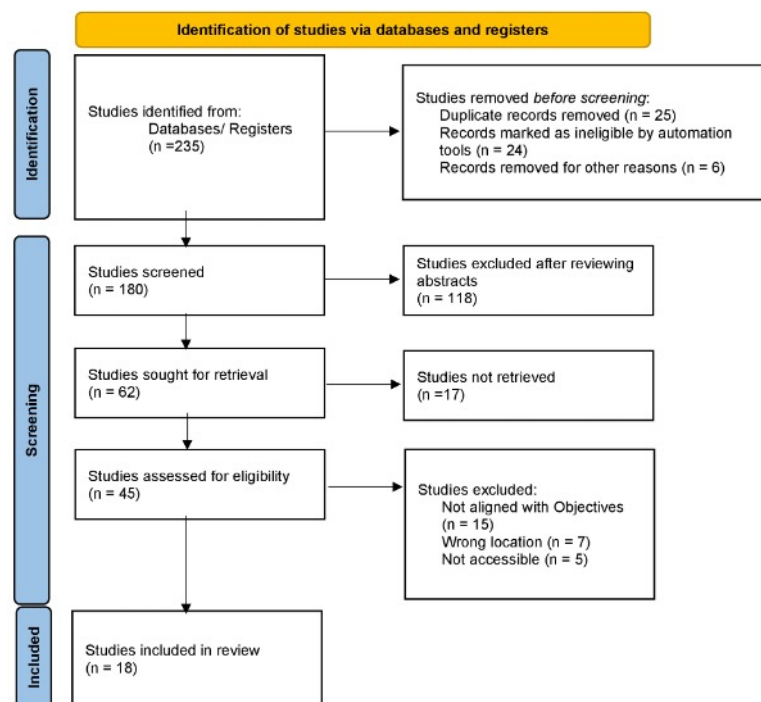 Identification of studies via databases and registers
Identification
Studies identified from:
Databases/ Registers
(n =235)
Studies removed before screening:
Duplicate records removed (n = 25)
Records marked as ineligible by automation
tools (n = 24)
Records removed for other reasons (n = 6)
Screening
Studies screened
(n = 180)
Studies excluded after reviewing
abstracts
(n = 118)
Studies sought for retrieval
(n = 62)
Studies not retrieved
(n =17)
Studies assessed for eligibility
(n = 45)
Studies excluded:
Not aligned with Objectives
(n = 15)
Wrong location (n = 7)
Not accessible (n = 5)
Included
Studies included in review
(n = 18)